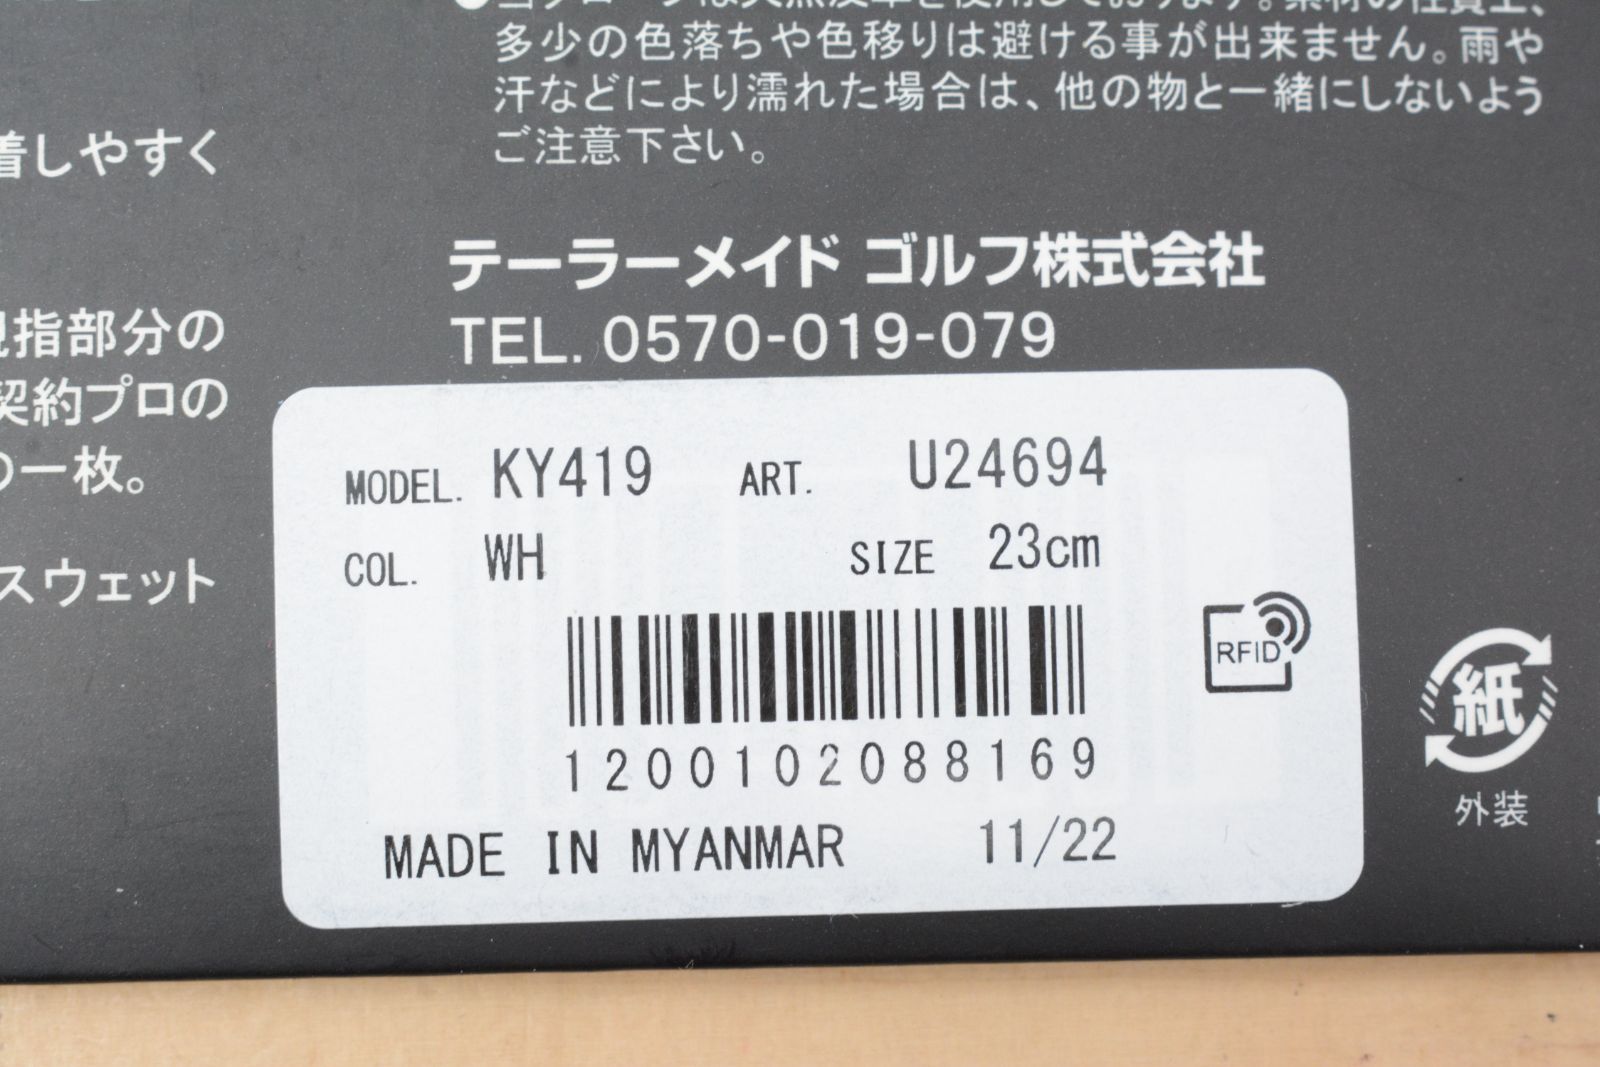 多少の色落ちや色移りは避ける事が出来ません。雨や
汗などにより濡れた場合は、他の物と一緒にしないよう
ご注意下さい。
着しやすく
テーラーメイド ゴルフ株式会社
TEL. 0570-019-079
指部分の
契約プロの
の一枚。
スウェット
MODEL. KY419 ART. U24694
COL. WH SIZE 23cm
RFID
1200102088169
MADE IN MYANMAR 11/22
紙
外装